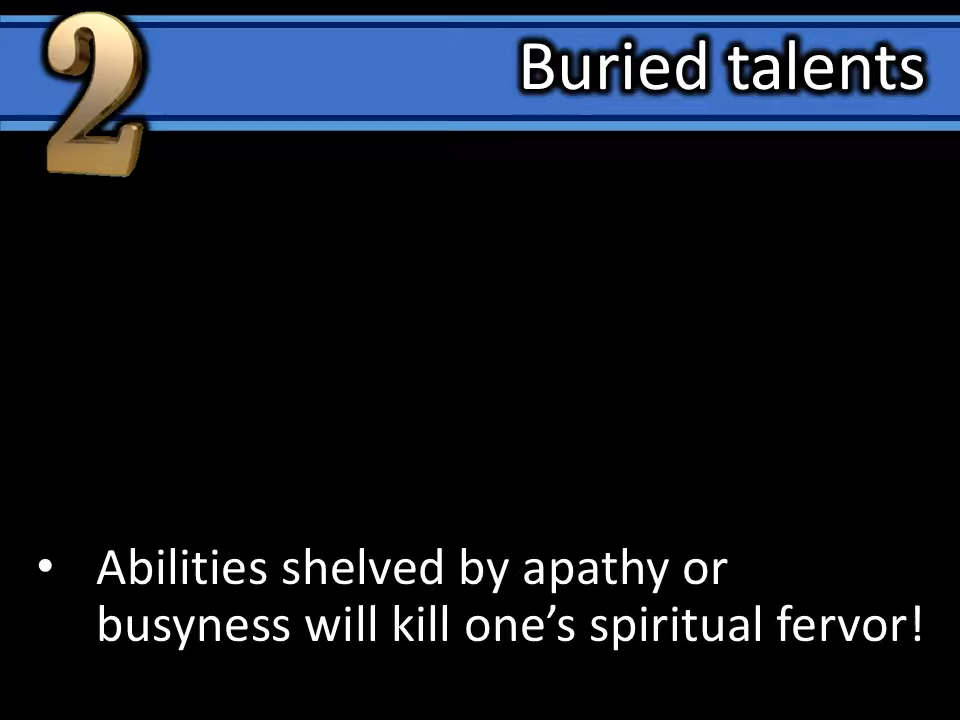 2
Buried talents
• Abilities shelved by apathy or
busyness will kill one’s spiritual fervor!